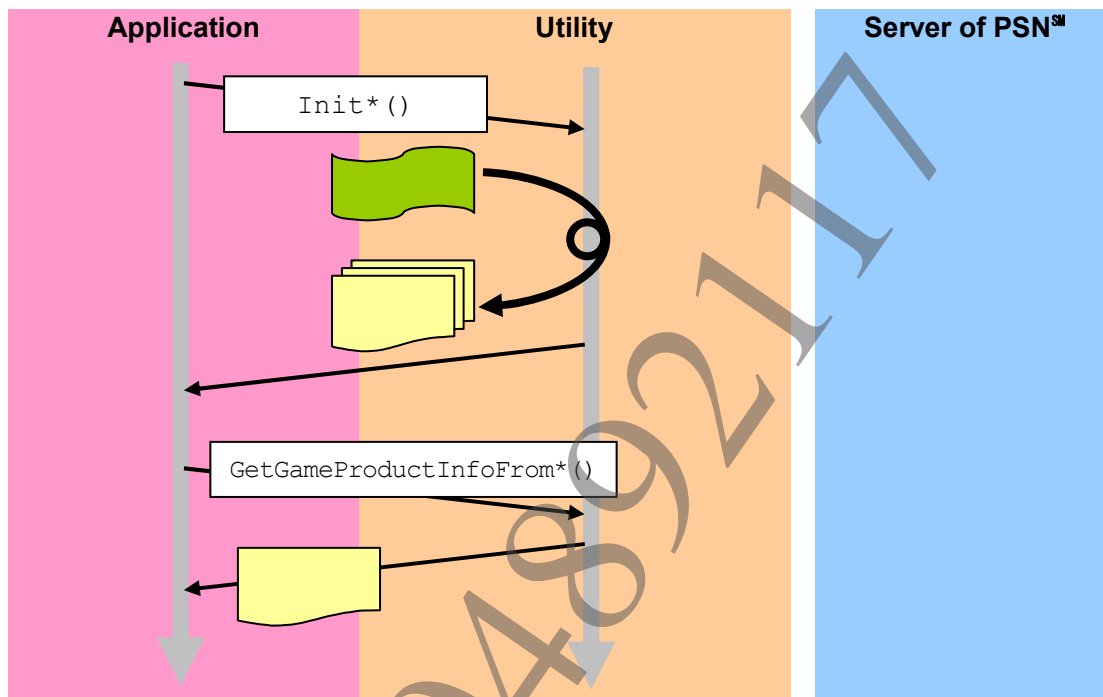 Application
Utility
Server of PSN℠
Init*()
GetGameProductInfoFrom*()